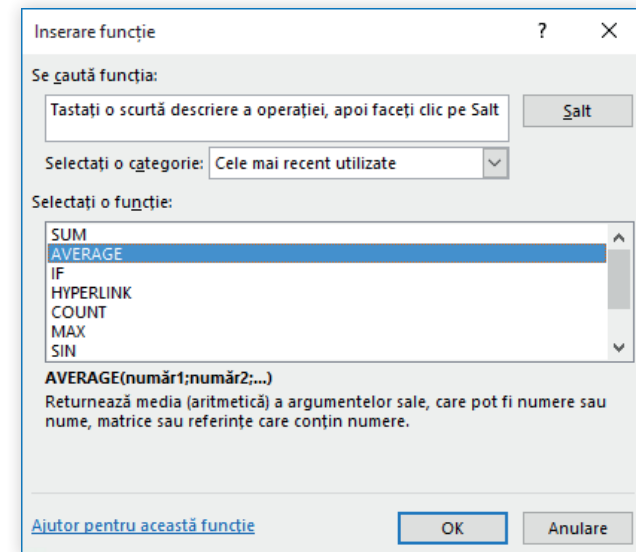 Inserare funcție ? ×
Se caută funcția:
Tastați o scurtă descriere a operației, apoi faceți clic pe Salt
Salt
Selectați o categorie: Cele mai recent utilizate
Selectați o funcție:
SUM
AVERAGE
IF
HYPERLINK
COUNT
MAX
SIN
AVERAGE(număr1;număr2;...)
Returnează media (aritmetică) a argumentelor sale, care pot fi numere sau
nume, matrice sau referințe care conțin numere.
Ajutor pentru această funcție
OK
Anulare